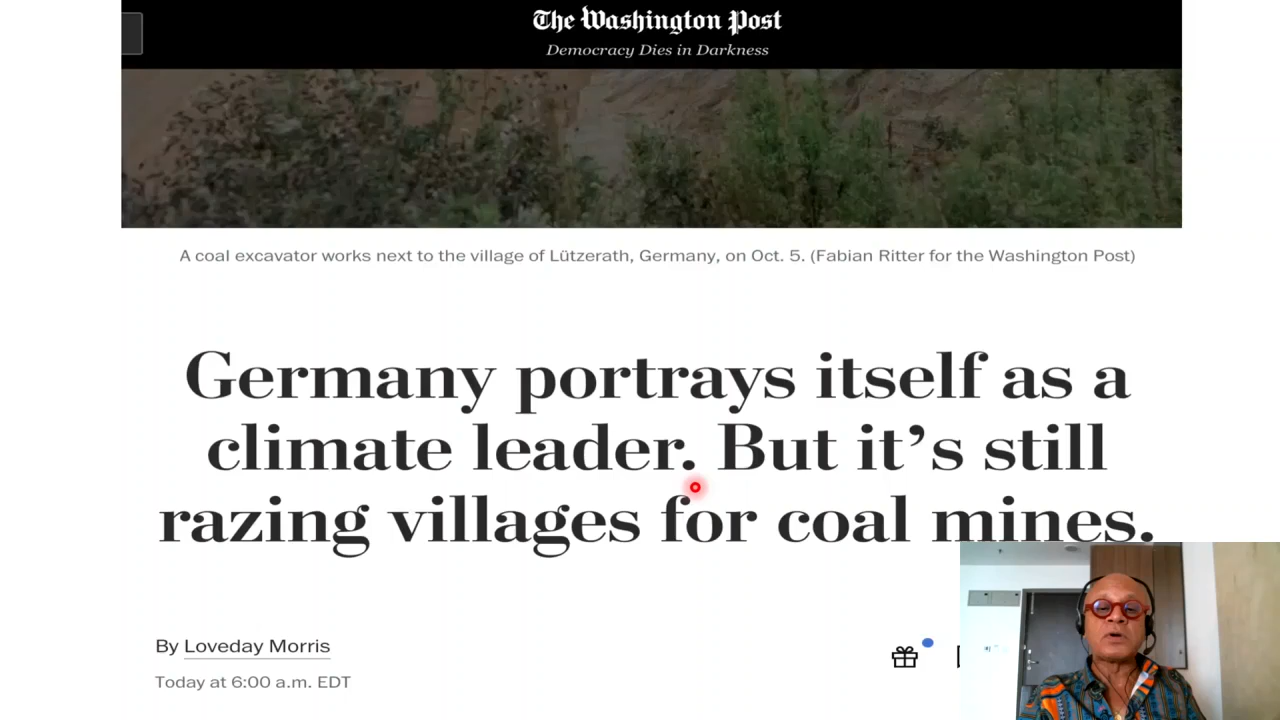 The Washington Post
Democracy Dies in Darkness
A coal excavator works next to the village of Lützerath, Germany, on Oct. 5. (Fabian Ritter for the Washington Post)
Germany portrays itself as a
climate leader. But it’s still
razing villages for coal mines.
By Loveday Morris
Today at 6:00 a.m. EDT